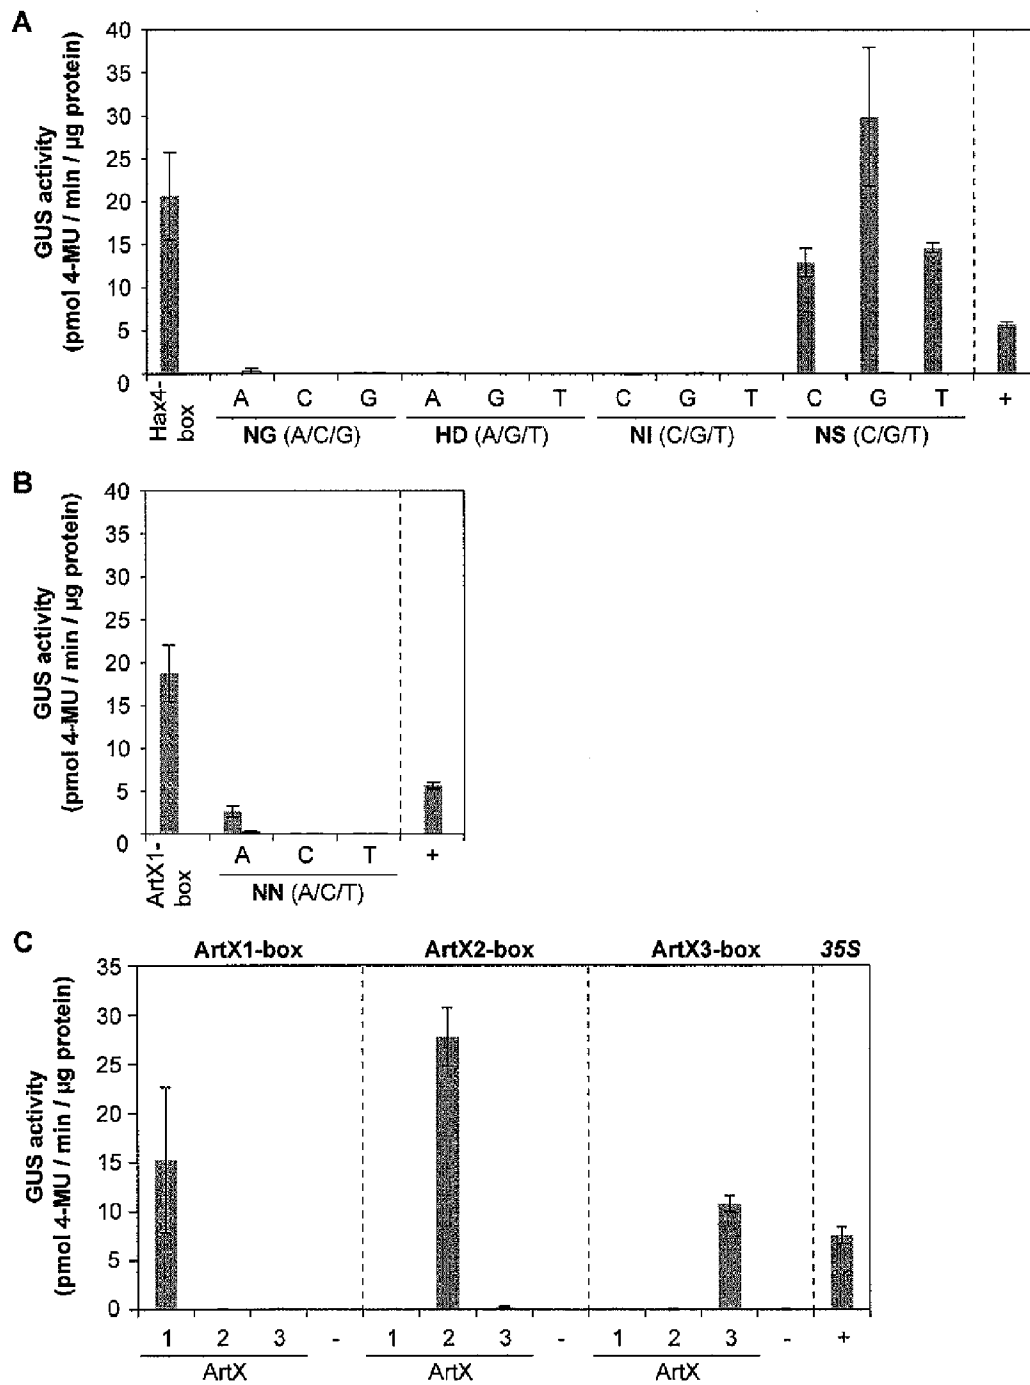 A
GUS activity
(pmol 4-MU / min / µg protein)
40
35
30
25
20
15
10
5
0
Hax4-
box
A C G A G T C G T C G T +
NG (A/C/G) HD (A/G/T) NI (C/G/T) NS (C/G/T)
B
GUS activity
(pmol 4-MU / min / µg protein)
40
35
30
25
20
15
10
5
0
ArtX1-
box
A C T +
NN (A/C/T)
C
ArtX1-box ArtX2-box ArtX3-box 35S
GUS activity
(pmol 4-MU / min / µg protein)
35
30
25
20
15
10
5
0
1 2 3 - 1 2 3 - 1 2 3 - +
ArtX ArtX ArtX